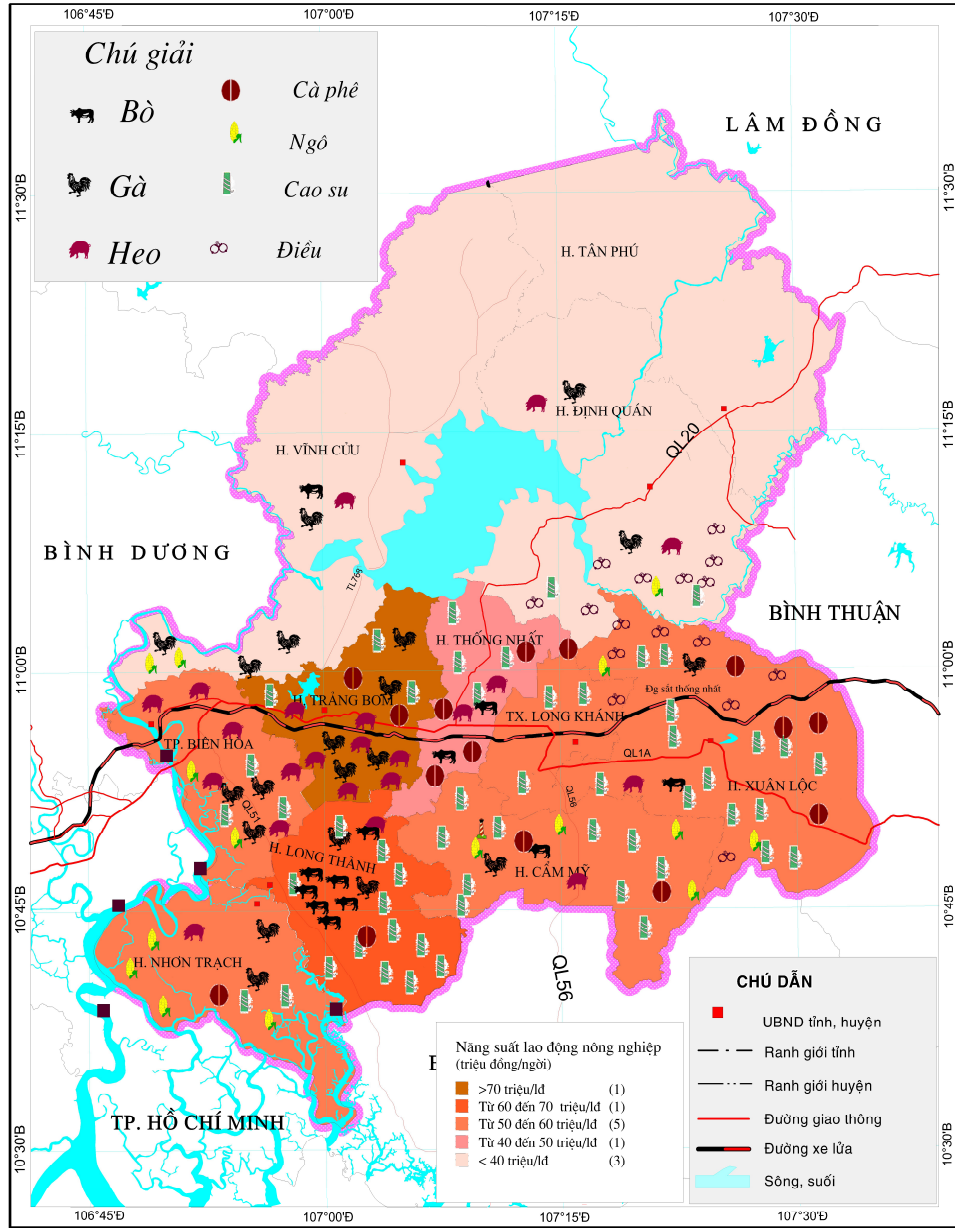 106°45'Đ
107°00'Đ
107°15'Đ
107°30'Đ
Chú giải
Bò
Gà
Heo
Cà phê
Ngô
Cao su
Điều
LÂM ĐỒNG
11°30'B
11°30'B
H. TÂN PHÚ
H. ĐỊNH QUÁN
QL20
11°15'B
11°15'B
H. VĨNH CỬU
BÌNH DƯƠNG
TL768
BÌNH THUẬN
H. THỐNG NHẤT
11°00'B
11°00'B
Đg sắt thống nhất
H. TRẢNG BOM
TX. LONG KHÁNH
TP. BIÊN HÒA
QL1A
H. XUÂN LỘC
QL56
QL51
H. LONG THÀNH
H. CẨM MỸ
10°45'B
10°45'B
H. NHƠN TRẠCH
QL56
CHÚ DẪN
UBND tỉnh, huyện
Ranh giới tỉnh
Ranh giới huyện
Đường giao thông
Đường xe lửa
Sông, suối
Năng suất lao động nông nghiệp
(triệu đồng/ngời)
>70 triệu/lđ (1)
Từ 60 đến 70 triệu/lđ (1)
Từ 50 đến 60 triệu/lđ (5)
Từ 40 đến 50 triệu/lđ (1)
< 40 triệu/lđ (3)
TP. HỒ CHÍ MINH
10°30'B
10°30'B
106°45'Đ
107°00'Đ
107°15'Đ
107°30'Đ